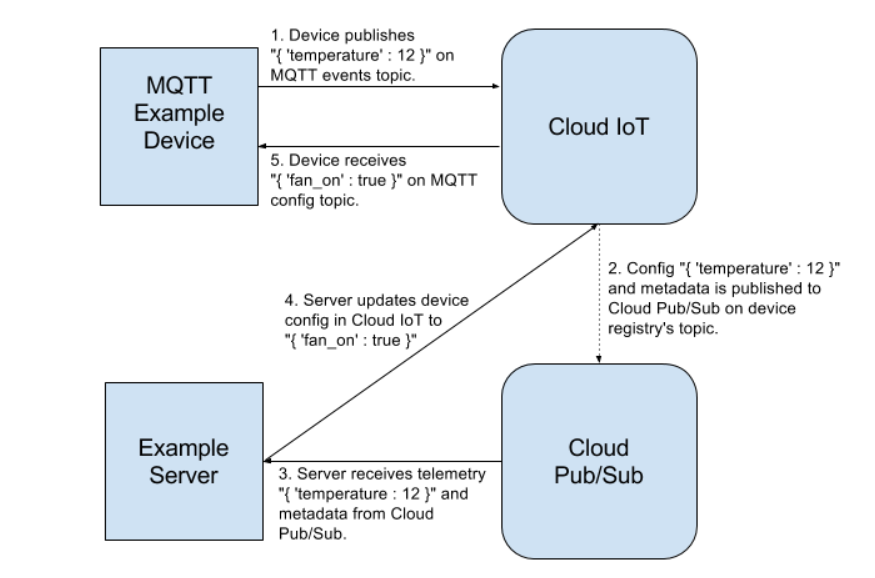 1. Device publishes
"{ 'temperature' : 12 }" on
MQTT events topic.
MQTT
Example
Device
Cloud IoT
5. Device receives
"{ 'fan_on' : true }" on MQTT
config topic.
2. Config "{ 'temperature' : 12 }"
and metadata is published to
Cloud Pub/Sub on device
registry's topic.
4. Server updates device
config in Cloud IoT to
"{ 'fan_on' : true }"
Example
Server
Cloud
Pub/Sub
3. Server receives telemetry
"{ 'temperature : 12 }" and
metadata from Cloud
Pub/Sub.